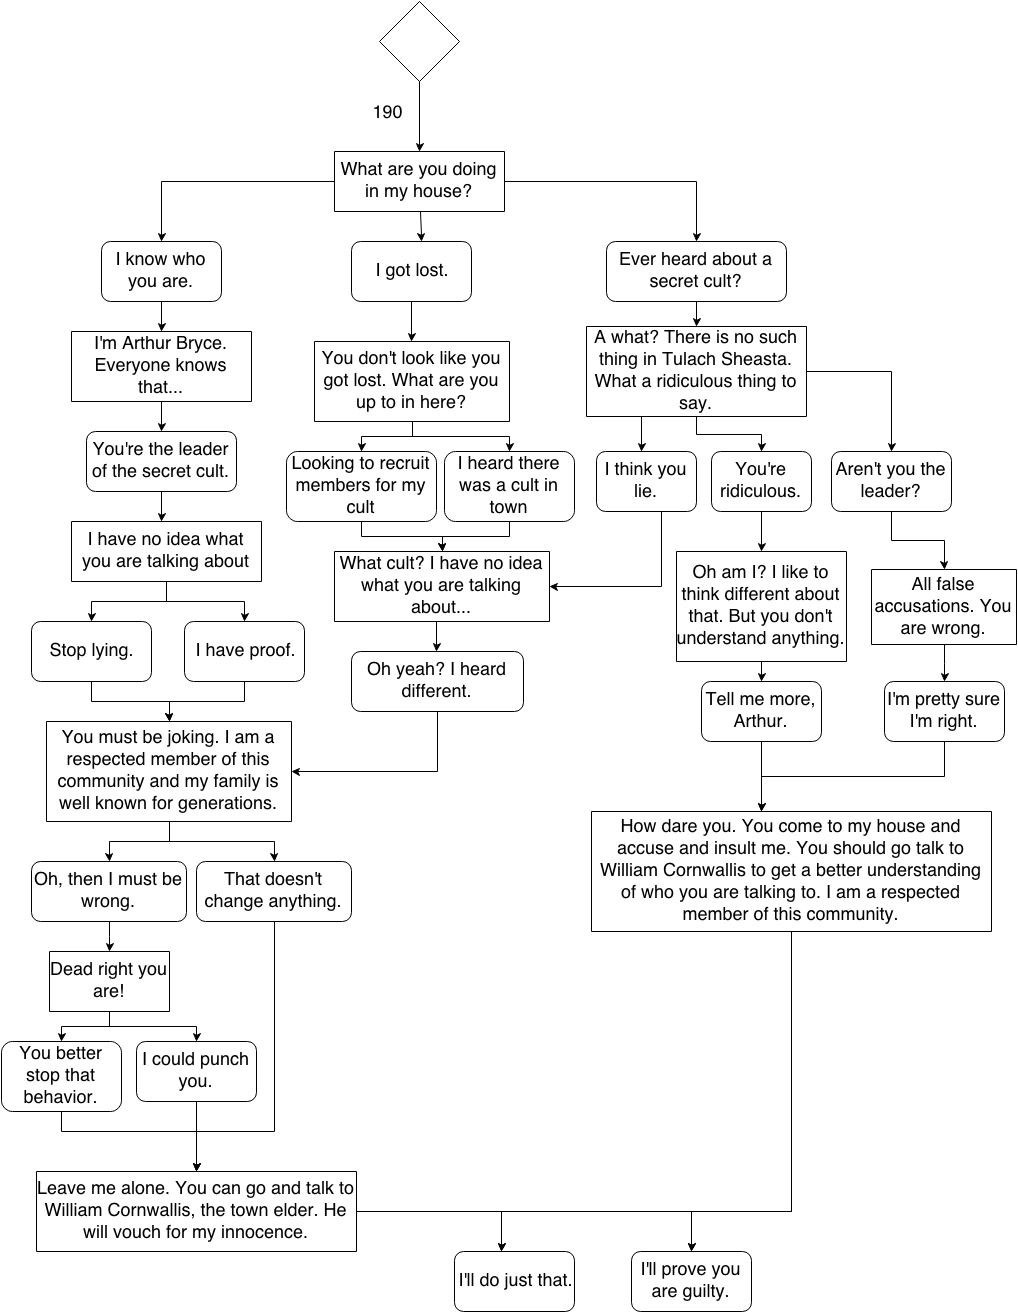 190
What are you doing
in my house?
I know who
you are.
I got lost.
Ever heard about a
secret cult?
I'm Arthur Bryce.
Everyone knows
that...
You don't look like you
got lost. What are you
up to in here?
A what? There is no such
thing in Tulach Sheasta.
What a ridiculous thing to
say.
You're the leader
of the secret cult.
Looking to recruit
members for my
cult
I heard there
was a cult in
town
I think you
lie.
You're
ridiculous.
Aren't you the
leader?
I have no idea what
you are talking about
What cult? I have no idea
what you are talking
about...
Oh am I? I like to
think different about
that. But you don't
understand anything.
All false
accusations. You
are wrong.
Stop lying.
I have proof.
Oh yeah? I heard
different.
Tell me more,
Arthur.
I'm pretty sure
I'm right.
You must be joking. I am a
respected member of this
community and my family is
well known for generations.
How dare you. You come to my house and
accuse and insult me. You should go talk to
William Cornwallis to get a better understanding
of who you are talking to. I am a respected
member of this community.
Oh, then I must be
wrong.
That doesn't
change anything.
Dead right you
are!
You better
stop that
behavior.
I could punch
you.
Leave me alone. You can go and talk to
William Cornwallis, the town elder. He
will vouch for my innocence.
I'll do just that.
I'll prove you
are guilty.